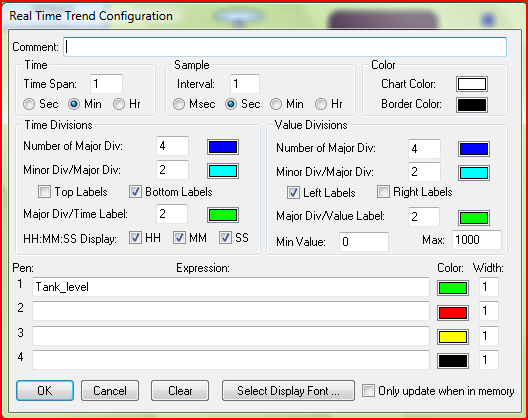 Real Time Trend Configuration
Comment:
Time
Time Span: 1
Sec Min Hr
Sample
Interval: 1
Msec Sec Min Hr
Color
Chart Color:
Border Color:
Time Divisions
Number of Major Div: 4
Minor Div/Major Div: 2
Top Labels Bottom Labels
Major Div/Time Label: 2
HH:MM:SS Display: HH MM SS
Value Divisions
Number of Major Div: 4
Minor Div/Major Div: 2
Left Labels Right Labels
Major Div/Value Label: 2
Min Value: 0 Max: 1000
Pen: Expression: Color: Width:
1 Tank_level 1
2 1
3 1
4 1
OK Cancel Clear Select Display Font ... Only update when in memory